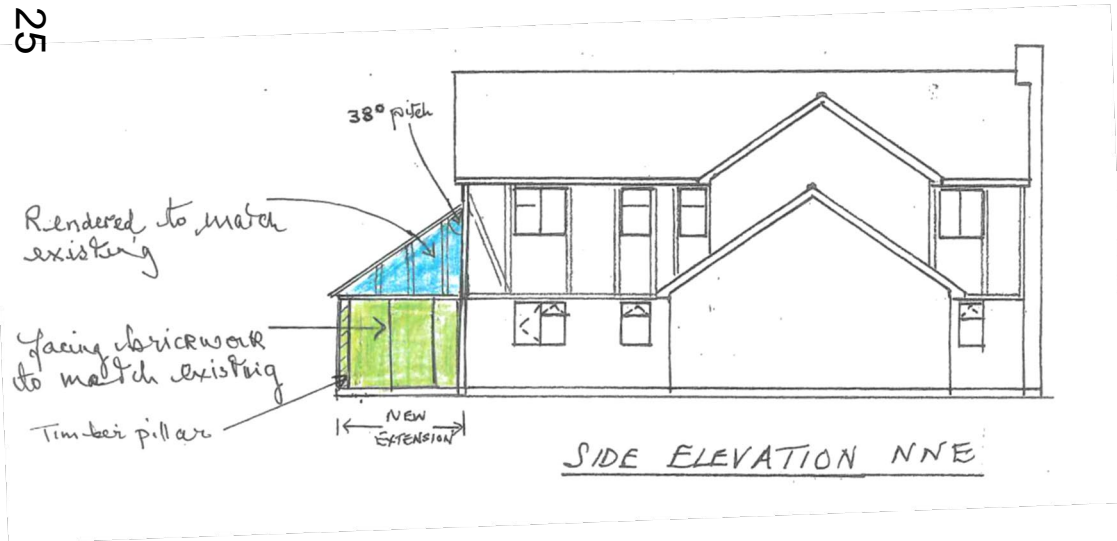 25
38° pitch
Rendered to match
existing
facing brickwork
to match existing
Timber pillar
NEW
EXTENSION
SIDE ELEVATION NNE